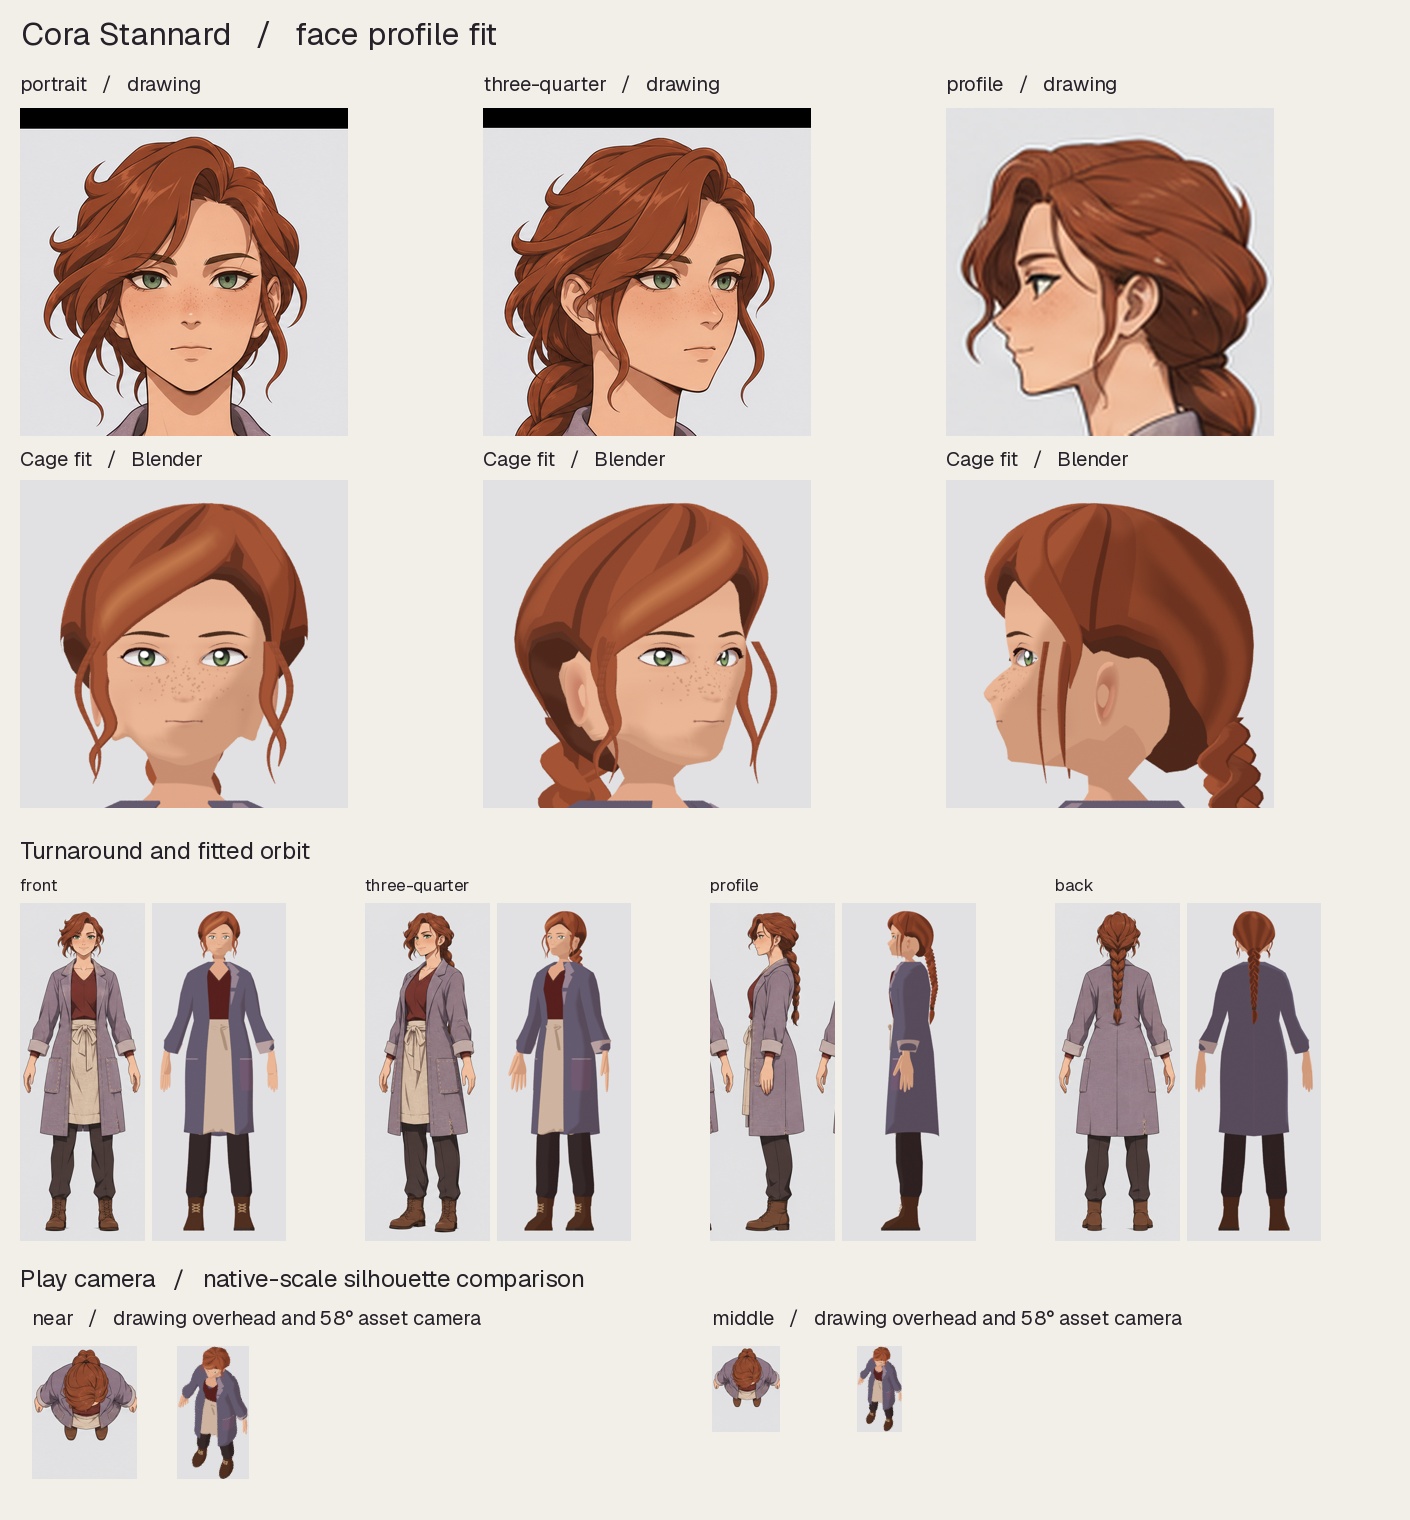 Cora Stannard / face profile fit
portrait / drawing
three-quarter / drawing
profile / drawing
Cage fit / Blender
Cage fit / Blender
Cage fit / Blender
Turnaround and fitted orbit
front
three-quarter
profile
back
Play camera / native-scale silhouette comparison
near / drawing overhead and 58° asset camera
middle / drawing overhead and 58° asset camera